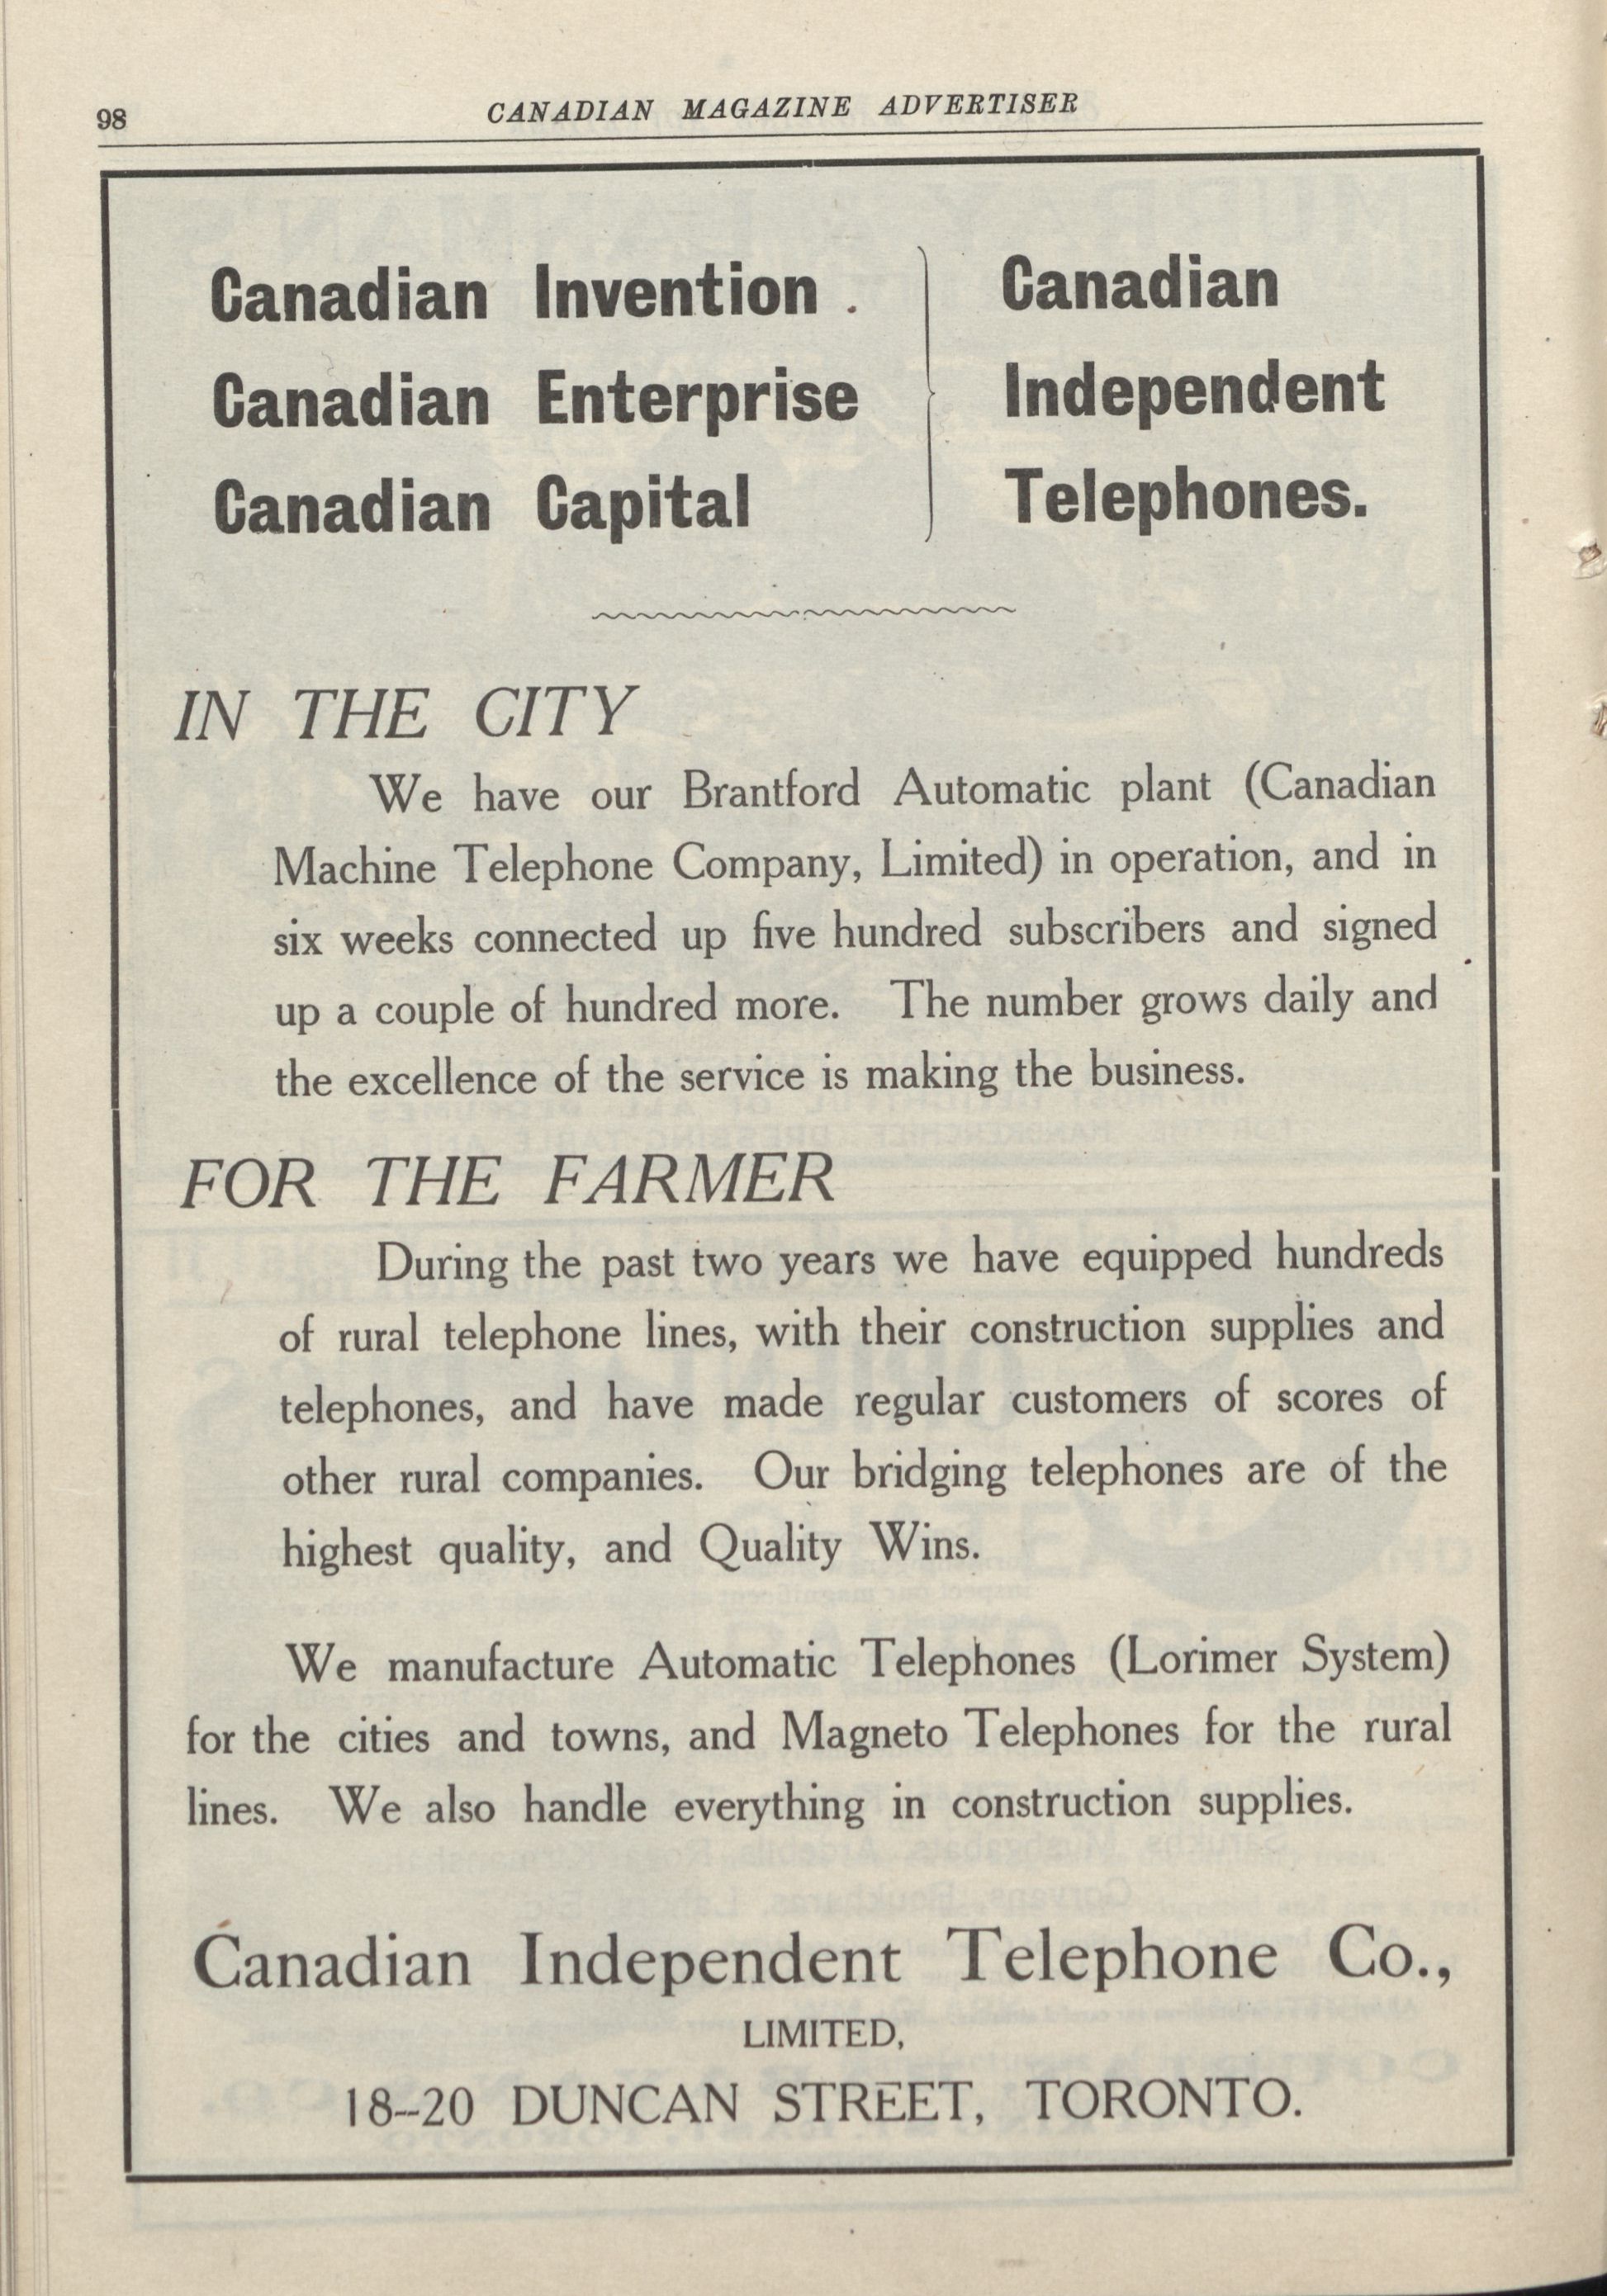 98
CANADIAN MAGAZINE ADVERTISER
Canadian Invention
Canadian Enterprise
Canadian Capital
Canadian
Independent
Telephones.
IN THE CITY
We have our Brantford Automatic plant (Canadian
Machine Telephone Company, Limited) in operation, and in
six weeks connected up five hundred subscribers and signed
up a couple of hundred more. The number grows daily and
the excellence of the service is making the business.
FOR THE FARMER
During the past two years we have equipped hundreds
of rural telephone lines, with their construction supplies and
telephones, and have made regular customers of scores of
other rural companies. Our bridging telephones are of the
highest quality, and Quality Wins.
We manufacture Automatic Telephones (Lorimer System)
for the cities and towns, and Magneto Telephones for the rural
lines. We also handle everything in construction supplies.
Canadian Independent Telephone Co.,
LIMITED,
18--20 DUNCAN STREET, TORONTO.